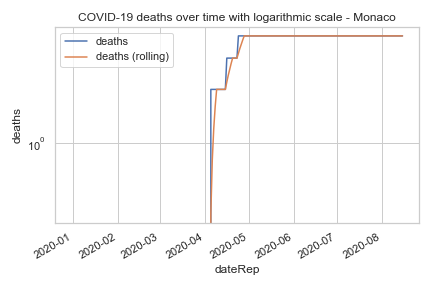 COVID-19 deaths over time with logarithmic scale - Monaco
deaths
deaths (rolling)
deaths
10⁰
2020-01
2020-02
2020-03
2020-04
2020-05
2020-06
2020-07
2020-08
dateRep